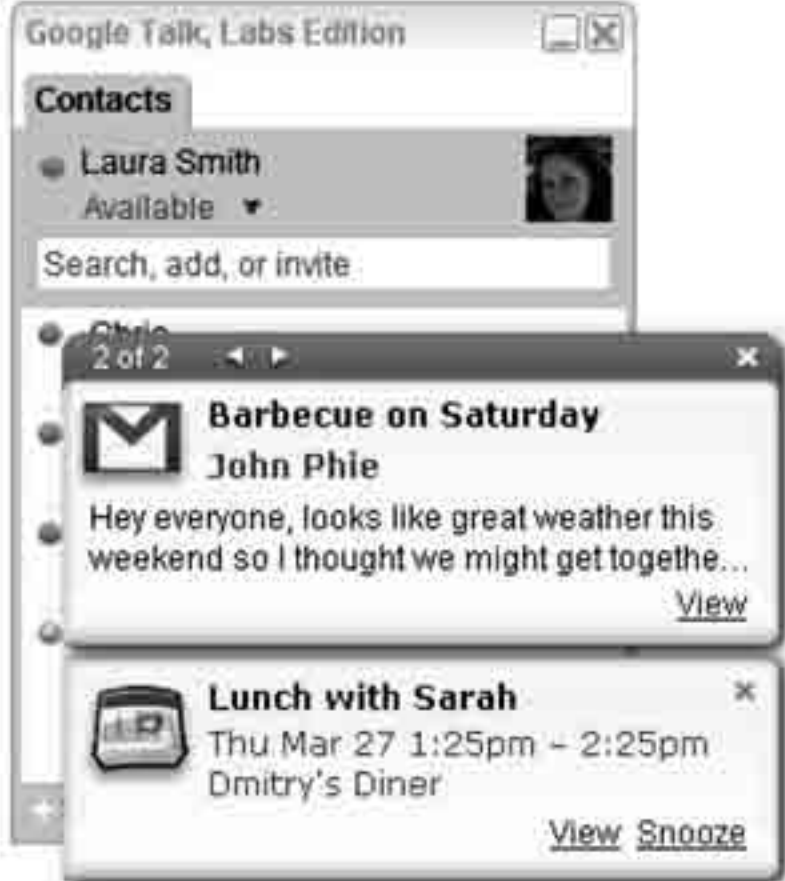 Google Talk, Labs Edition
Contacts
Laura Smith
Available
Search, add, or invite
Chris
2 of 2
Barbecue on Saturday
John Phie
Hey everyone, looks like great weather this
weekend so I thought we might get togethe...
View
Lunch with Sarah
Thu Mar 27 1:25pm – 2:25pm
Dmitry's Diner
View Snooze